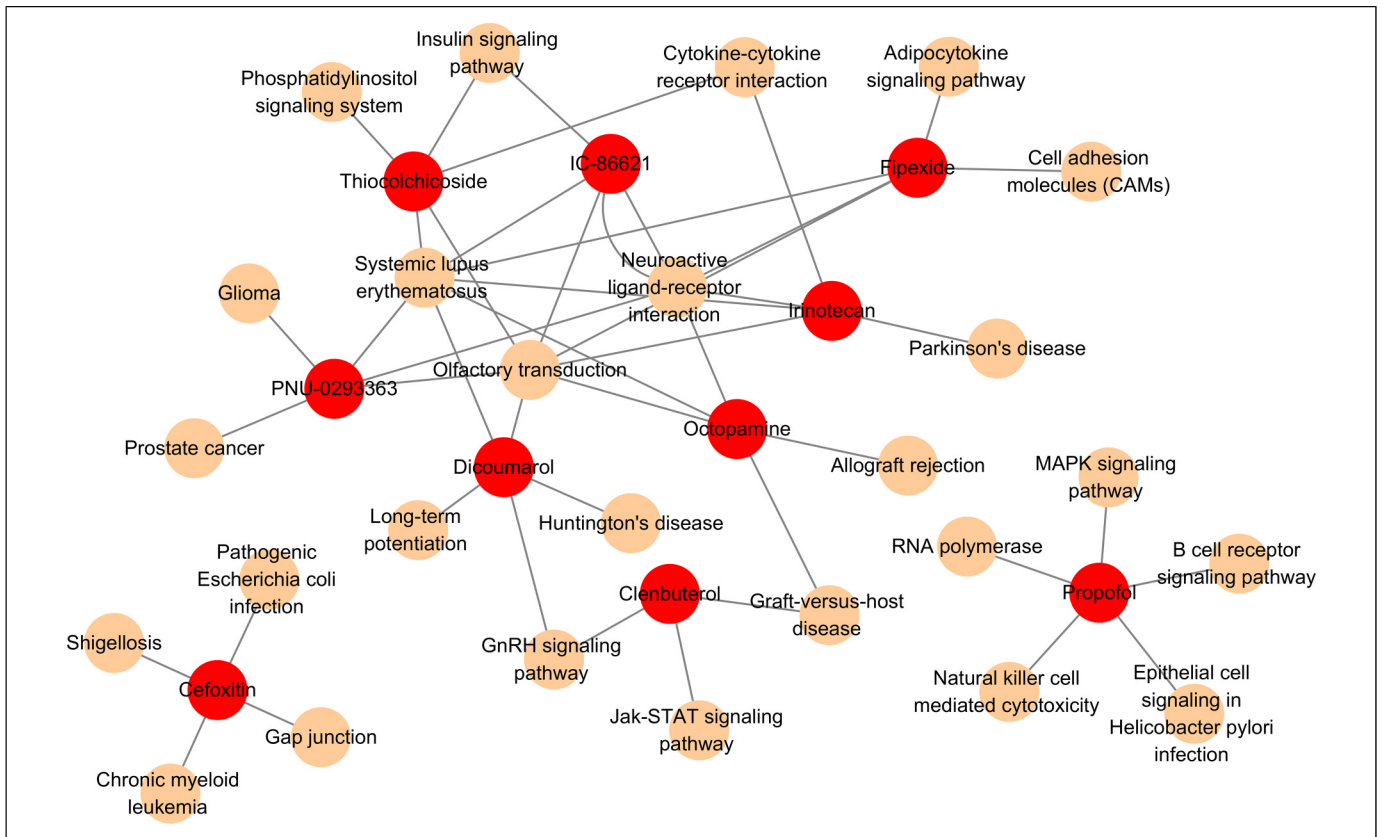 Insulin signaling
pathway
Cytokine-cytokine
receptor interaction
Adipocytokine
signaling pathway
Phosphatidylinositol
signaling system
Thiocolchicoside
IC-86621
Fipexide
Cell adhesion
molecules (CAMs)
Systemic lupus
erythematosus
Neuroactive
ligand-receptor
interaction
Glioma
Irinotecan
Parkinson's disease
Olfactory transduction
PNU-0293363
Octopamine
Prostate cancer
Dicoumarol
Allograft rejection
MAPK signaling
pathway
Long-term
potentiation
Huntington's disease
RNA polymerase
B cell receptor
signaling pathway
Pathogenic
Escherichia coli
infection
Clenbuterol
Graft-versus-host
disease
Propofol
Shigellosis
GnRH signaling
pathway
Cefoxitin
Natural killer cell
mediated cytotoxicity
Epithelial cell
signaling in
Helicobacter pylori
infection
Gap junction
Jak-STAT signaling
pathway
Chronic myeloid
leukemia